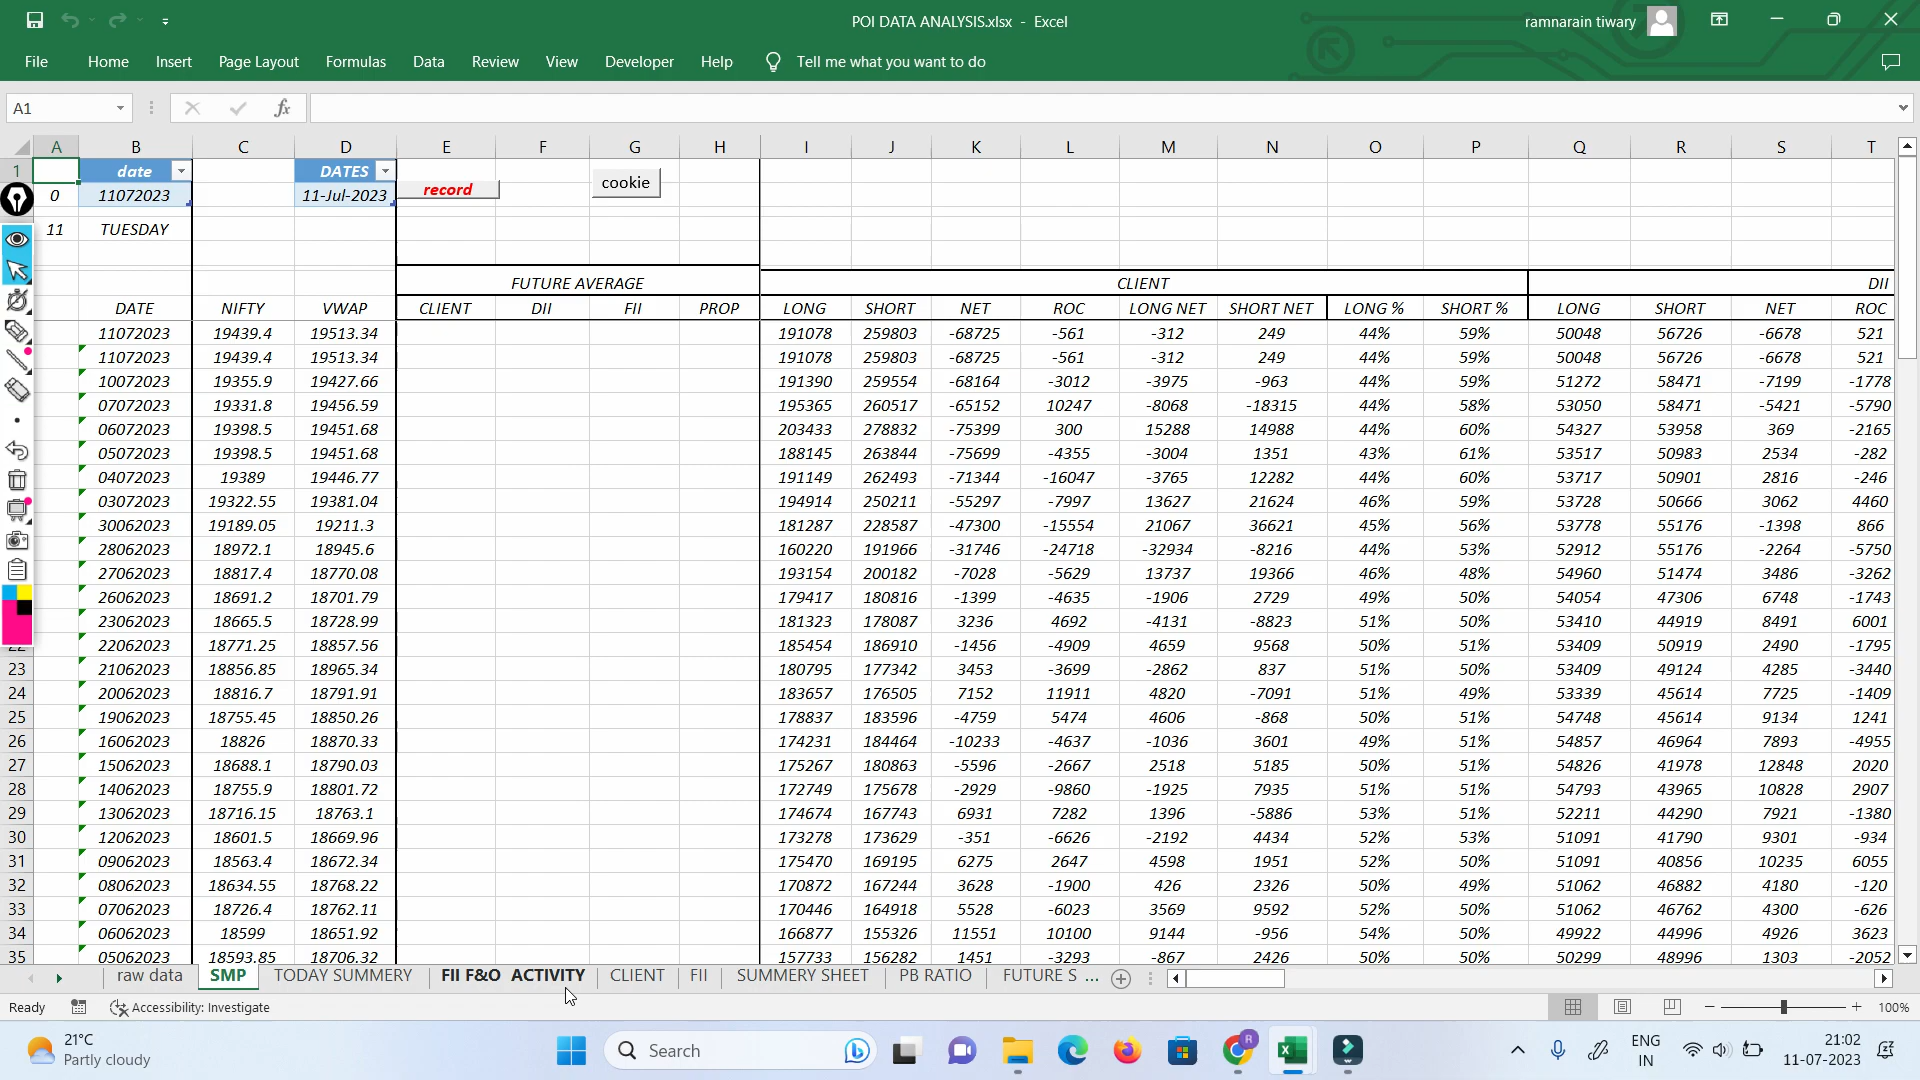 POI DATA ANALYSIS.xlsx - Excel
ramnarain tiwary
File Home Insert Page Layout Formulas Data Review View Developer Help Tell me what you want to do
A1
fx
A B C D E F G H I J K L M N O P Q R S T
1 date DATES
cookie
0 11072023 11-Jul-2023 record
11 TUESDAY
FUTURE AVERAGE CLIENT DII
DATE NIFTY VWAP CLIENT DII FII PROP LONG SHORT NET ROC LONG NET SHORT NET LONG % SHORT % LONG SHORT NET ROC
11072023 19439.4 19513.34 191078 259803 -68725 -561 -312 249 44% 59% 50048 56726 -6678 521
11072023 19439.4 19513.34 191078 259803 -68725 -561 -312 249 44% 59% 50048 56726 -6678 521
10072023 19355.9 19427.66 191390 259554 -68164 -3012 -3975 -963 44% 59% 51272 58471 -7199 -1778
07072023 19331.8 19456.59 195365 260517 -65152 10247 -8068 -18315 44% 58% 53050 58471 -5421 -5790
06072023 19398.5 19451.68 203433 278832 -75399 300 15288 14988 44% 60% 54327 53958 369 -2165
05072023 19398.5 19451.68 188145 263844 -75699 -4355 -3004 1351 43% 61% 53517 50983 2534 -282
04072023 19389 19446.77 191149 262493 -71344 -16047 -3765 12282 44% 60% 53717 50901 2816 -246
03072023 19322.55 19381.04 194914 250211 -55297 -7997 13627 21624 46% 59% 53728 50666 3062 4460
30062023 19189.05 19211.3 181287 228587 -47300 -15554 21067 36621 45% 56% 53778 55176 -1398 866
28062023 18972.1 18945.6 160220 191966 -31746 -24718 -32934 -8216 44% 53% 52912 55176 -2264 -5750
27062023 18817.4 18770.08 193154 200182 -7028 -5629 13737 19366 46% 48% 54960 51474 3486 -3262
26062023 18691.2 18701.79 179417 180816 -1399 -4635 -1906 2729 49% 50% 54054 47306 6748 -1743
23062023 18665.5 18728.99 181323 178087 3236 4692 -4131 -8823 51% 50% 53410 44919 8491 6001
22062023 18771.25 18857.56 185454 186910 -1456 -4909 4659 9568 50% 51% 53409 50919 2490 -1795
23 21062023 18856.85 18965.34 180795 177342 3453 -3699 -2862 837 51% 50% 53409 49124 4285 -3440
24 20062023 18816.7 18791.91 183657 176505 7152 11911 4820 -7091 51% 49% 53339 45614 7725 -1409
25 19062023 18755.45 18850.26 178837 183596 -4759 5474 4606 -868 50% 51% 54748 45614 9134 1241
26 16062023 18826 18870.33 174231 184464 -10233 -4637 -1036 3601 49% 51% 54857 46964 7893 -4955
27 15062023 18688.1 18790.03 175267 180863 -5596 -2667 2518 5185 50% 51% 54826 41978 12848 2020
28 14062023 18755.9 18801.72 172749 175678 -2929 -9860 -1925 7935 51% 51% 54793 43965 10828 2907
29 13062023 18716.15 18763.1 174674 167743 6931 7282 1396 -5886 53% 51% 52211 44290 7921 -1380
30 12062023 18601.5 18669.96 173278 173629 -351 -6626 -2192 4434 52% 53% 51091 41790 9301 -934
31 09062023 18563.4 18672.34 175470 169195 6275 2647 4598 1951 52% 50% 51091 40856 10235 6055
32 08062023 18634.55 18768.22 170872 167244 3628 -1900 426 2326 50% 49% 51062 46882 4180 -120
33 07062023 18726.4 18762.11 170446 164918 5528 -6023 3569 9592 52% 50% 51062 46762 4300 -626
34 06062023 18599 18651.92 166877 155326 11551 10100 9144 -956 54% 50% 49922 44996 4926 3623
35 05062023 18593.85 18706.32 157733 156282 1451 -3293 -867 2426 50% 50% 50299 48996 1303 -2052
raw data SMP TODAY SUMMERY FII F&O ACTIVITY CLIENT FII SUMMERY SHEET PB RATIO FUTURE S ...
Ready Accessibility: Investigate 100%
21°C
Partly cloudy
Search
ENG
IN
21:02
11-07-2023